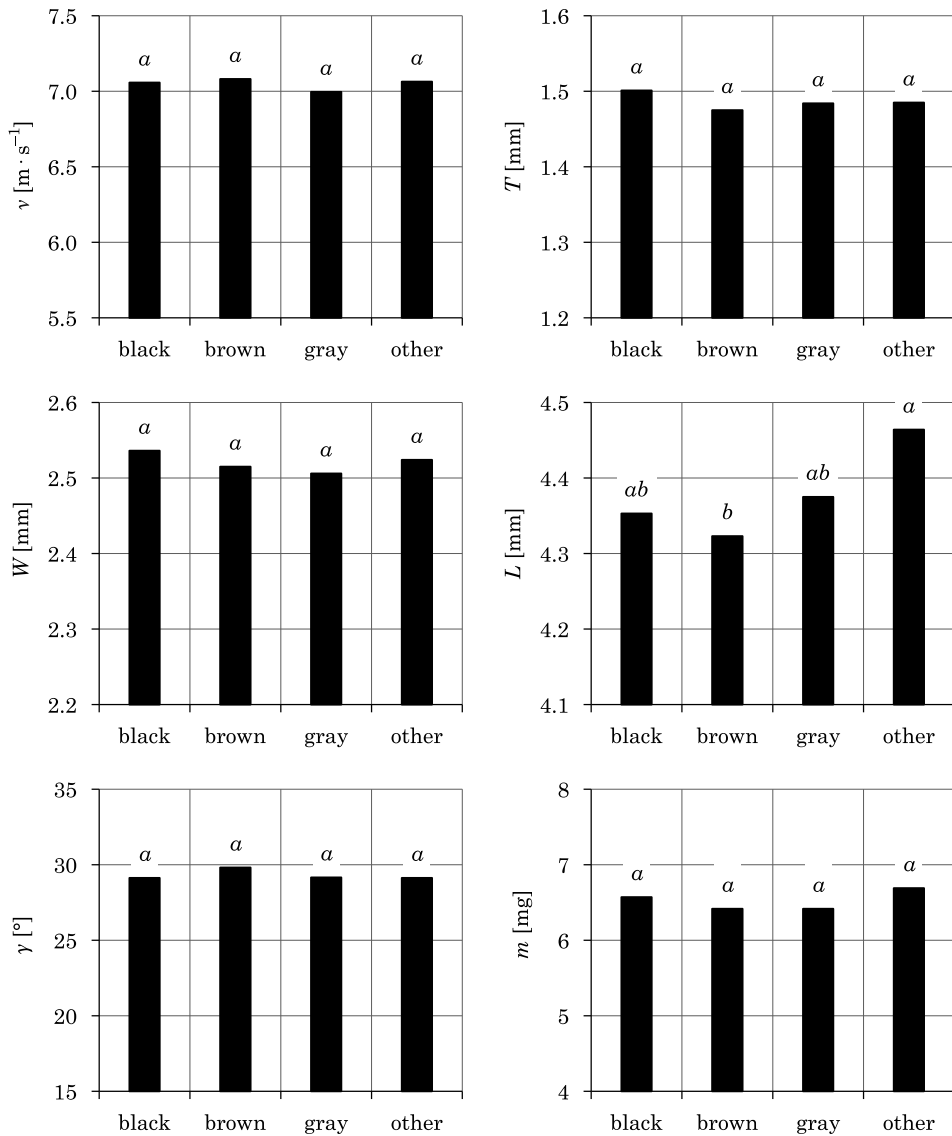 7.5
7.0
6.5
6.0
5.5
v [m · s⁻¹]
a a a a
black brown gray other
1.6
1.5
1.4
1.3
1.2
T [mm]
a a a a
black brown gray other
2.6
2.5
2.4
2.3
2.2
W [mm]
a a a a
black brown gray other
4.5
4.4
4.3
4.2
4.1
L [mm]
ab b ab a
black brown gray other
35
30
25
20
15
γ [°]
a a a a
black brown gray other
8
7
6
5
4
m [mg]
a a a a
black brown gray other